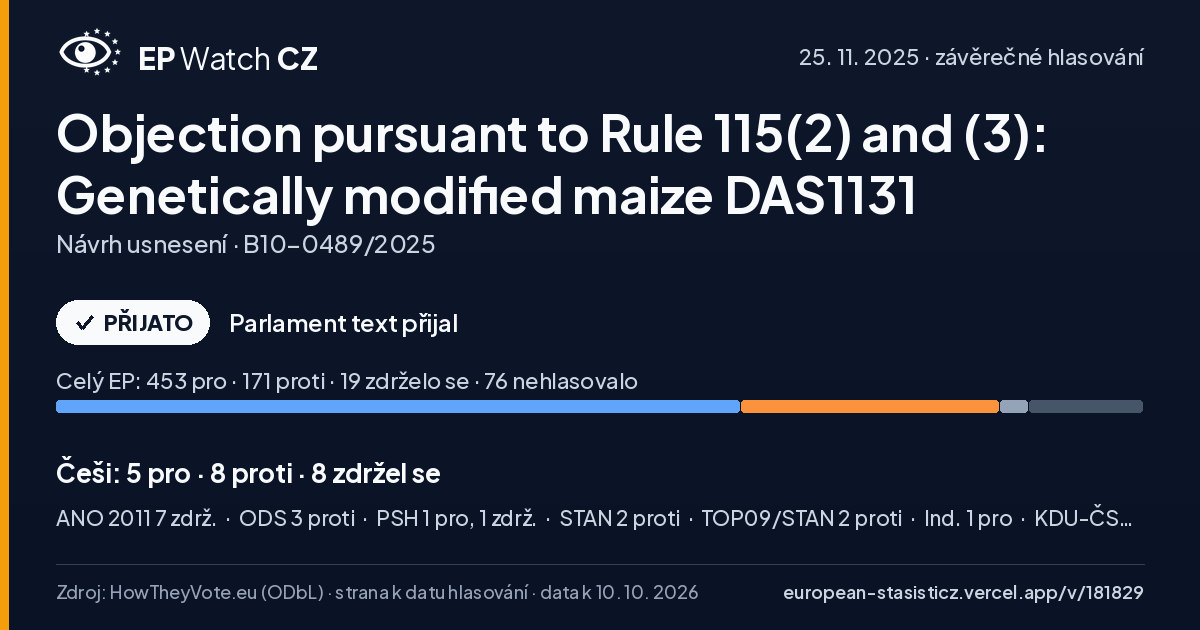 EP Watch CZ
25. 11. 2025 · závěrečné hlasování
Objection pursuant to Rule 115(2) and (3):
Genetically modified maize DAS1131
Návrh usnesení · B10-0489/2025
✓ PŘIJATO
Parlament text přijal
Celý EP: 453 pro · 171 proti · 19 zdrželo se · 76 nehlasovalo
Češi: 5 pro · 8 proti · 8 zdržel se
ANO 2011 7 zdrž. · ODS 3 proti · PSH 1 pro, 1 zdrž. · STAN 2 proti · TOP09/STAN 2 proti · Ind. 1 pro · KDU-ČS…
Zdroj: HowTheyVote.eu (ODbL) · strana k datu hlasování · data k 10. 10. 2026
european-stasisticz.vercel.app/v/181829